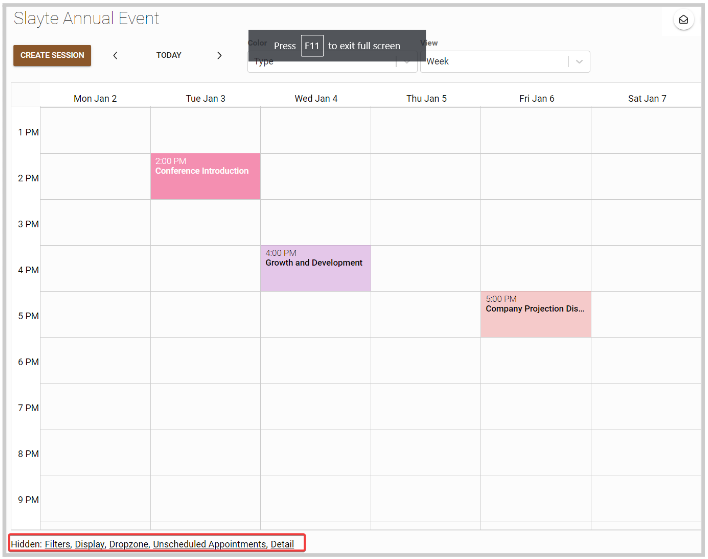 Slayte Annual Event
CREATE SESSION
TODAY
Color
Type
Press F11 to exit full screen
View
Week
Mon Jan 2
Tue Jan 3
Wed Jan 4
Thu Jan 5
Fri Jan 6
Sat Jan 7
1 PM
2 PM
2:00 PM
Conference Introduction
3 PM
4 PM
4:00 PM
Growth and Development
5 PM
5:00 PM
Company Projection Dis...
6 PM
7 PM
8 PM
9 PM
Hidden: Filters, Display, Dropzone, Unscheduled Appointments, Detail